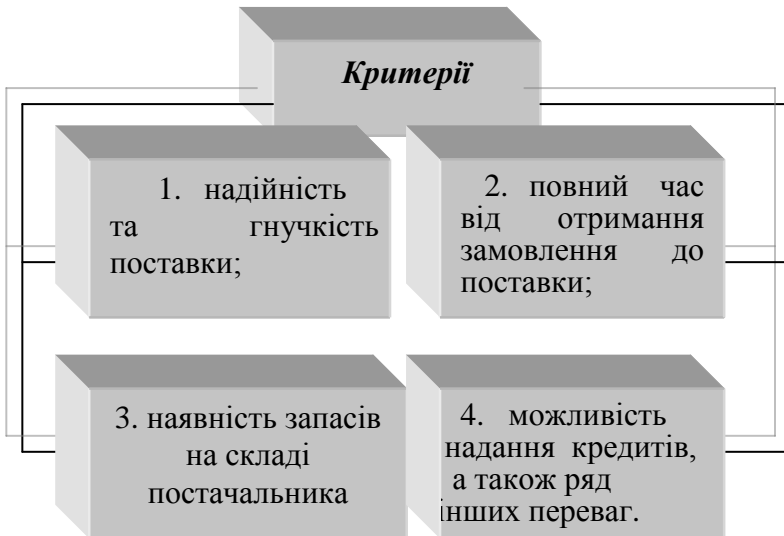 Критерії
1. надійність
та гнучкість
поставки;
2. повний час
від отримання
замовлення до
поставки;
3. наявність запасів
на складі
постачальника
4. можливість
надання кредитів,
а також ряд
інших переваг.